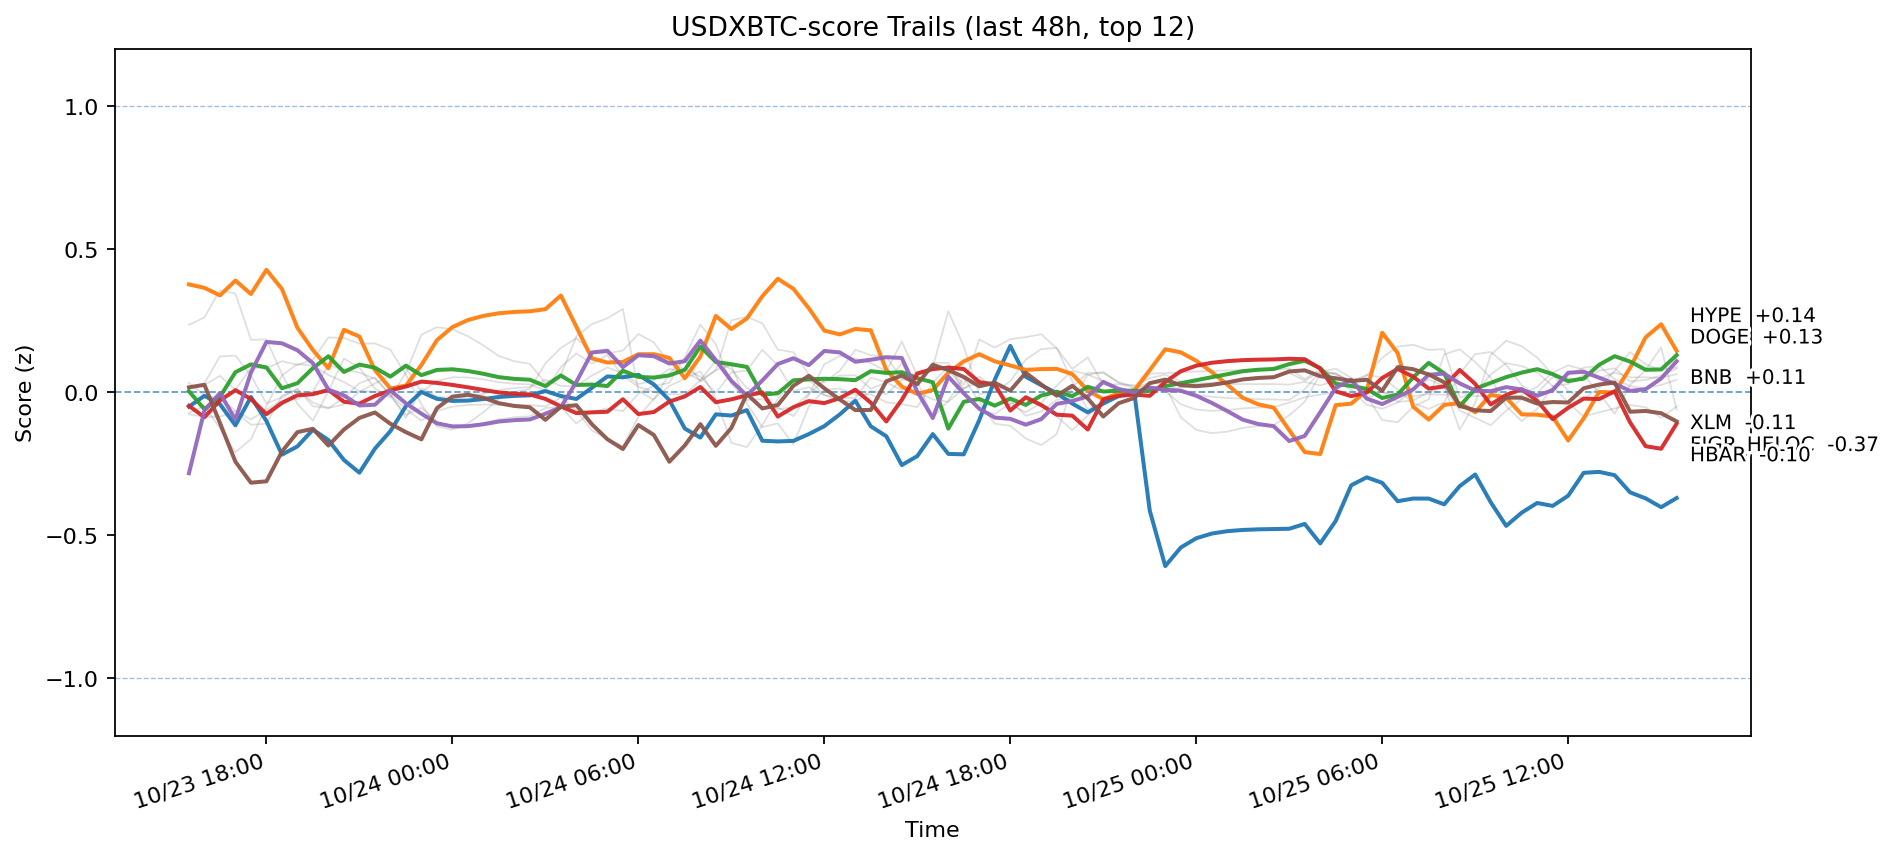 USDXBTC-score Trails (last 48h, top 12)
Score (z)
1.0
0.5
0.0
−0.5
−1.0
HYPE +0.14
DOGE +0.13
BNB +0.11
XLM -0.11
FIGR_HELOC -0.37
HBAR -0.10
10/23 18:00
10/24 00:00
10/24 06:00
10/24 12:00
10/24 18:00
10/25 00:00
10/25 06:00
10/25 12:00
Time